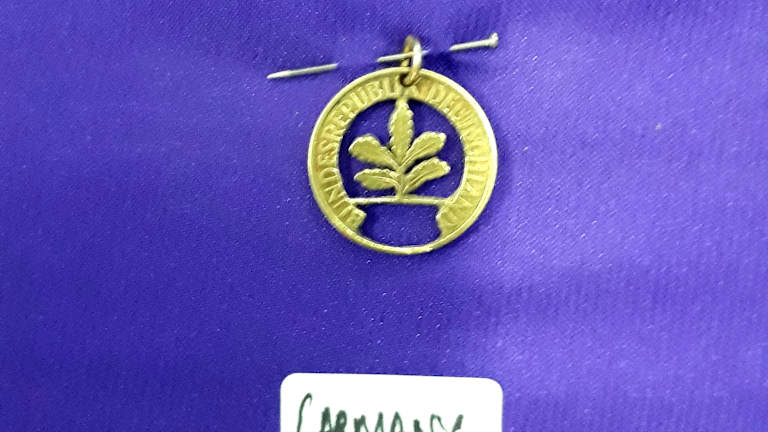 BUNDESREPUBLIK DEUTSCHLAND
GERMANY